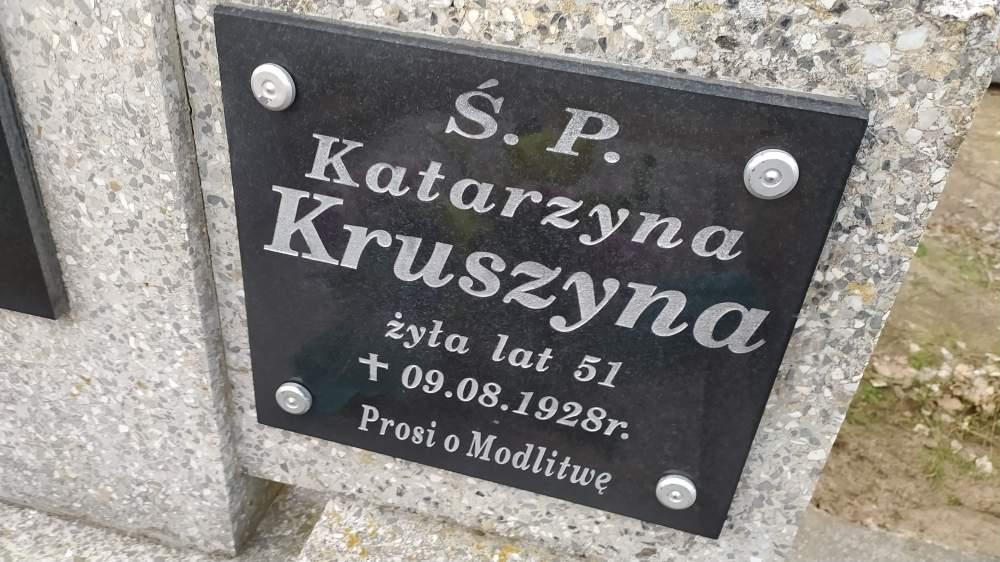 Ś. P.
Katarzyna
Kruszyna
żyła lat 51
✝ 09.08.1928r.
Prosi o Modlitwę